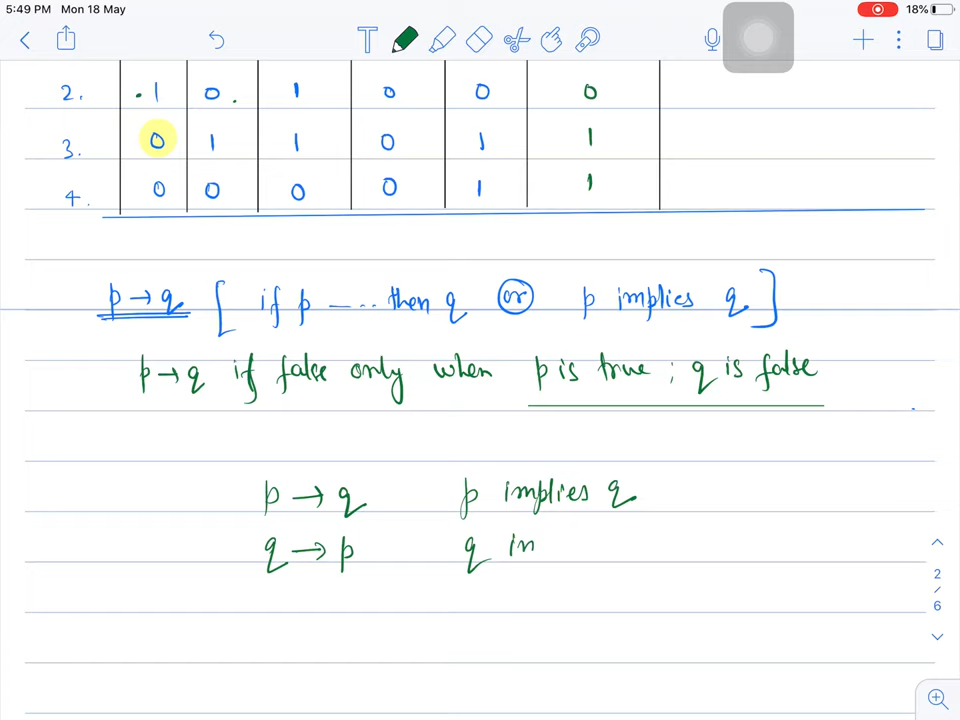 5:49 PM Mon 18 May 18%
T
2. 1 0 1 0 0 0
3. 0 1 1 0 1 1
4. 0 0 0 0 1 1
p → q [ if p --- .. then q or p implies q. ]
p → q if false only when p is true ; q is false
p → q p implies q
q → p q im
2
/
6